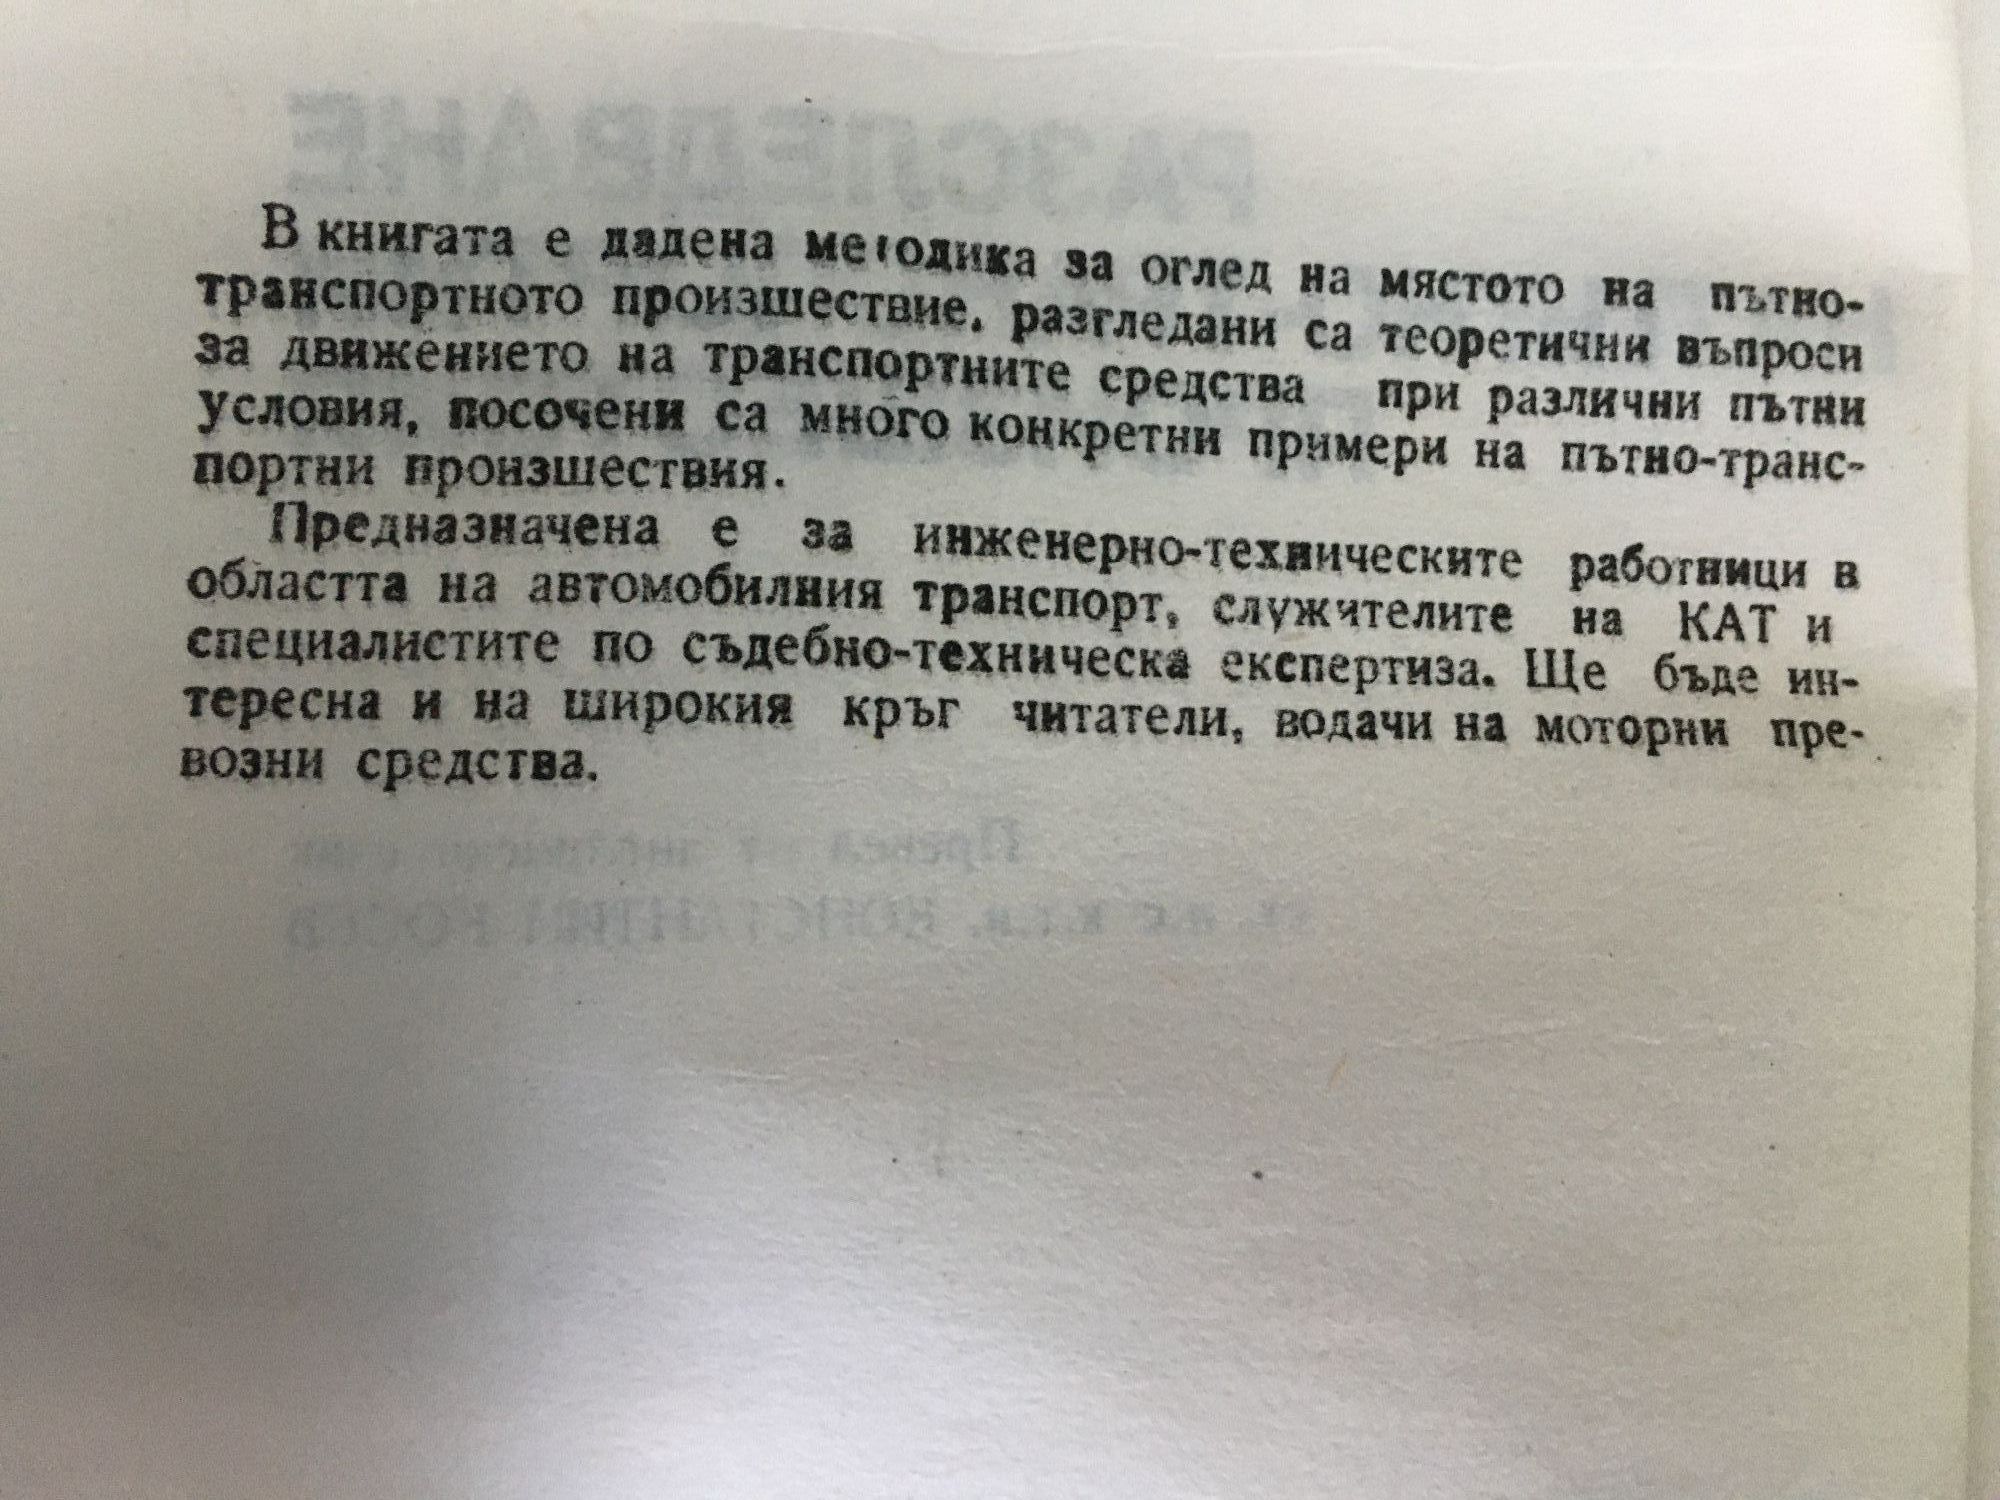 РАЗСЛЕДВАНЕ
В книгата е дадена методика за оглед на мястото на пътно-
транспортното произшествие, разгледани са теоретични въпроси
за движението на транспортните средства при различни пътни
условия, посочени са много конкретни примери на пътно-транс-
портни произшествия.
Предназначена е за инженерно-техническите работници в
областта на автомобилния транспорт, служителите на КАТ и
специалистите по съдебно-техническа експертиза. Ще бъде ин-
тересна и на широкия кръг читатели, водачи на моторни пре-
возни средства.
Превел от